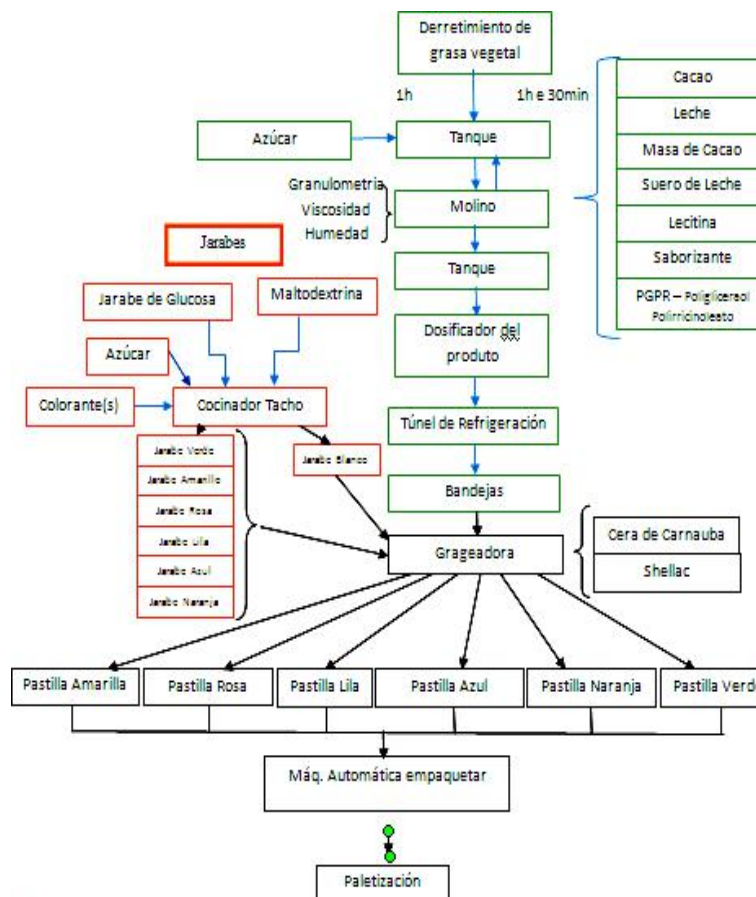 Derretimiento de
grasa vegetal
1h
1h e 30min
Azúcar
Tanque
Cacao
Leche
Masa de Cacao
Suero de Leche
Lecitina
Saborizante
PGPR – Poliglicerol
Polirricinoleato
Granulometria
Viscosidad
Humedad
Molino
Jarabes
Tanque
Jarabe de Glucosa
Maltodextrina
Dosificador del
produto
Azúcar
Colorante(s)
Cocinador Tacho
Túnel de Refrigeración
Jarabe Verde
Jarabe Amarillo
Jarabe Rosa
Jarabe Lila
Jarabe Azul
Jarabe Naranja
Jarabe Blanco
Bandejas
Grageadora
Cera de Carnauba
Shellac
Pastilla Amarilla
Pastilla Rosa
Pastilla Lila
Pastilla Azul
Pastilla Naranja
Pastilla Verde
Máq. Automática empaquetar
Paletización